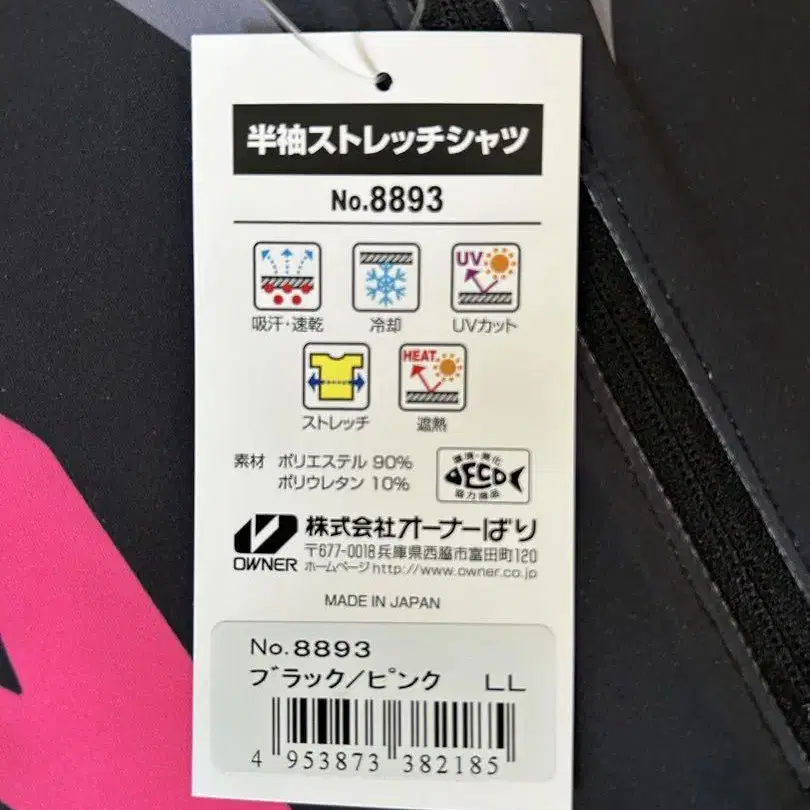 半袖ストレッチシャツ
No.8893
UV
吸汗・速乾 冷却 UVカット
HEAT
ストレッチ 遮熱
素材 ポリエステル 90%
ポリウレタン 10%
ECO
OWNER
株式会社オーナーばり
〒677-0018 兵庫県西脇市富田町120
ホームページ http://www.owner.co.jp
MADE IN JAPAN
No.8893
ブラック/ピンク LL
4 953873 382185